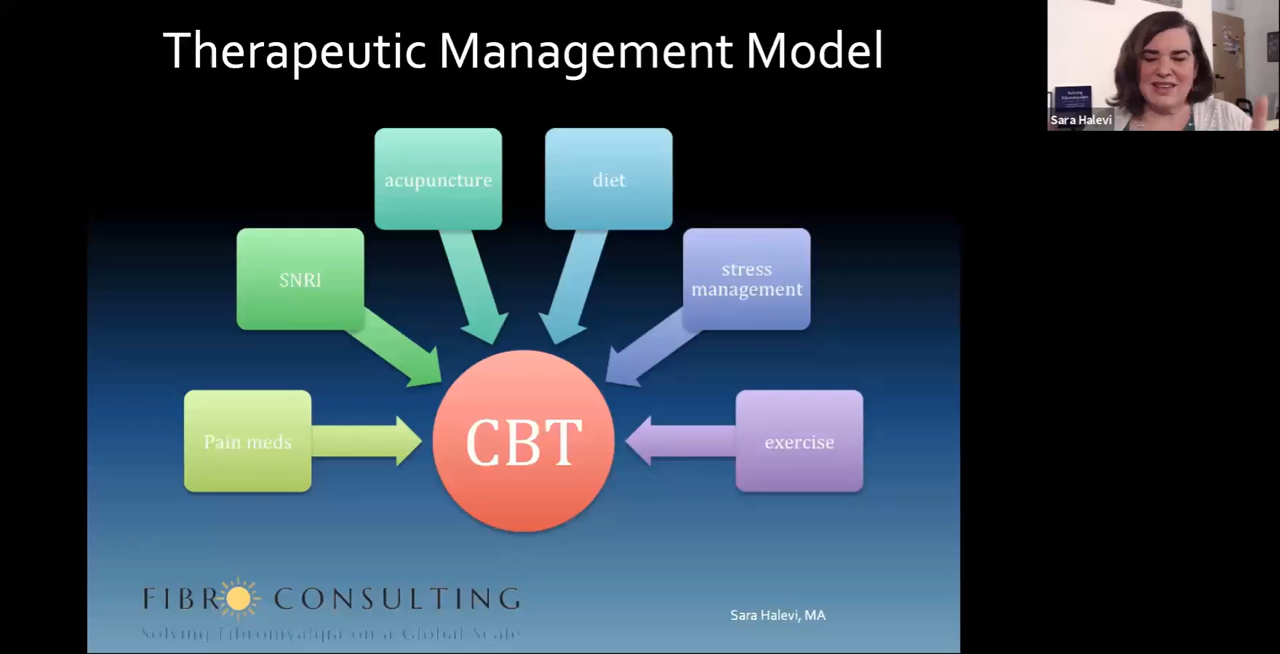 Therapeutic Management Model
Sara Halevi
acupuncture
diet
SNRI
stress
management
Pain meds
CBT
exercise
FIBRO CONSULTING
Solving Fibromyalgia on a Global Scale
Sara Halevi, MA